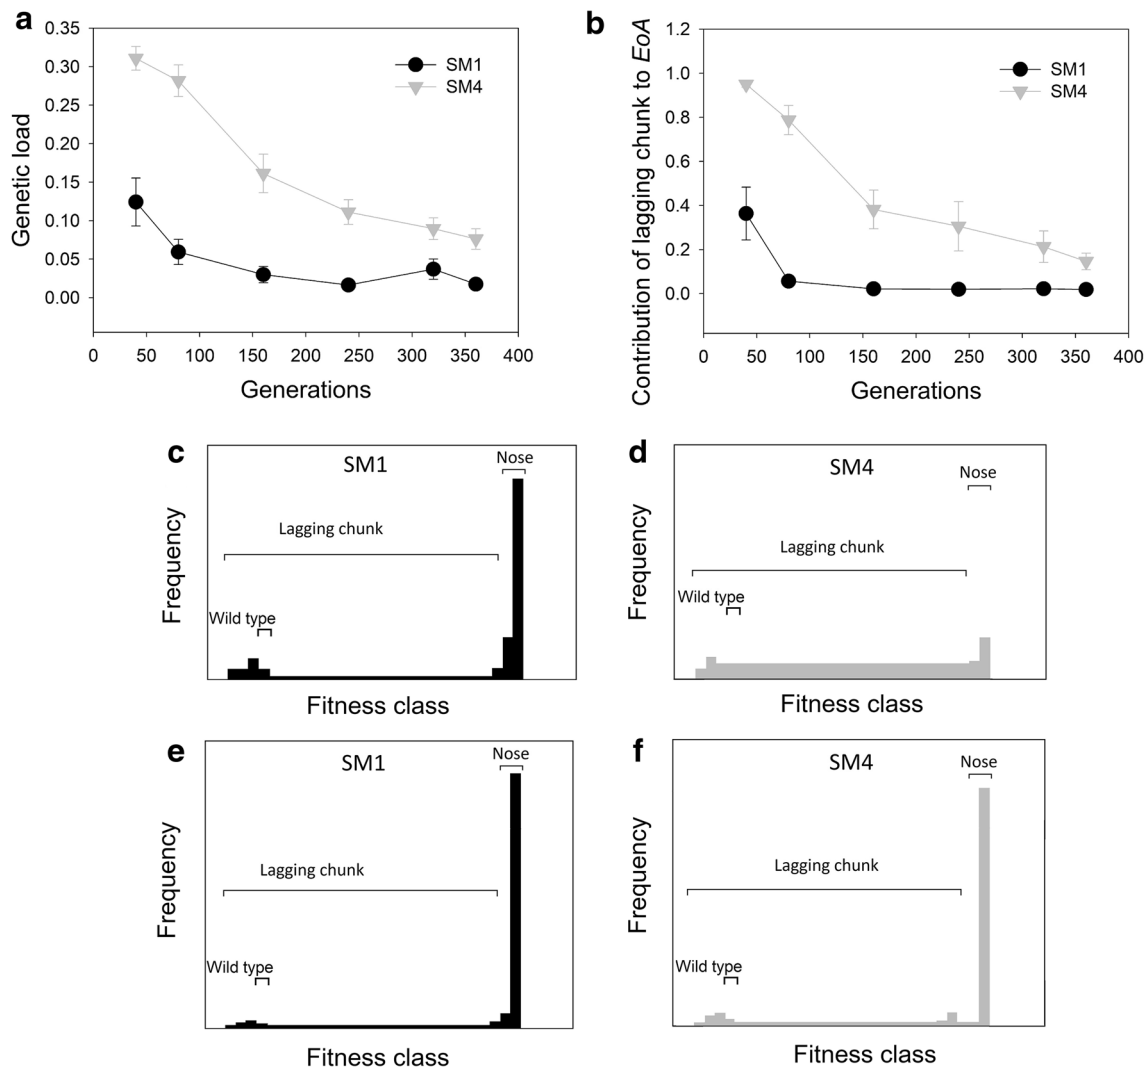 a
0.35
0.30
0.25
0.20
0.15
0.10
0.05
0.00
Genetic load
SM1
SM4
0 50 100 150 200 250 300 350 400
Generations
b
1.2
1.0
0.8
0.6
0.4
0.2
0.0
Contribution of lagging chunk to EoA
SM1
SM4
0 50 100 150 200 250 300 350 400
Generations
c
SM1
Nose
Lagging chunk
Wild type
Frequency
Fitness class
d
SM4
Nose
Lagging chunk
Wild type
Frequency
Fitness class
e
SM1
Nose
Lagging chunk
Wild type
Frequency
Fitness class
f
SM4
Nose
Lagging chunk
Wild type
Frequency
Fitness class